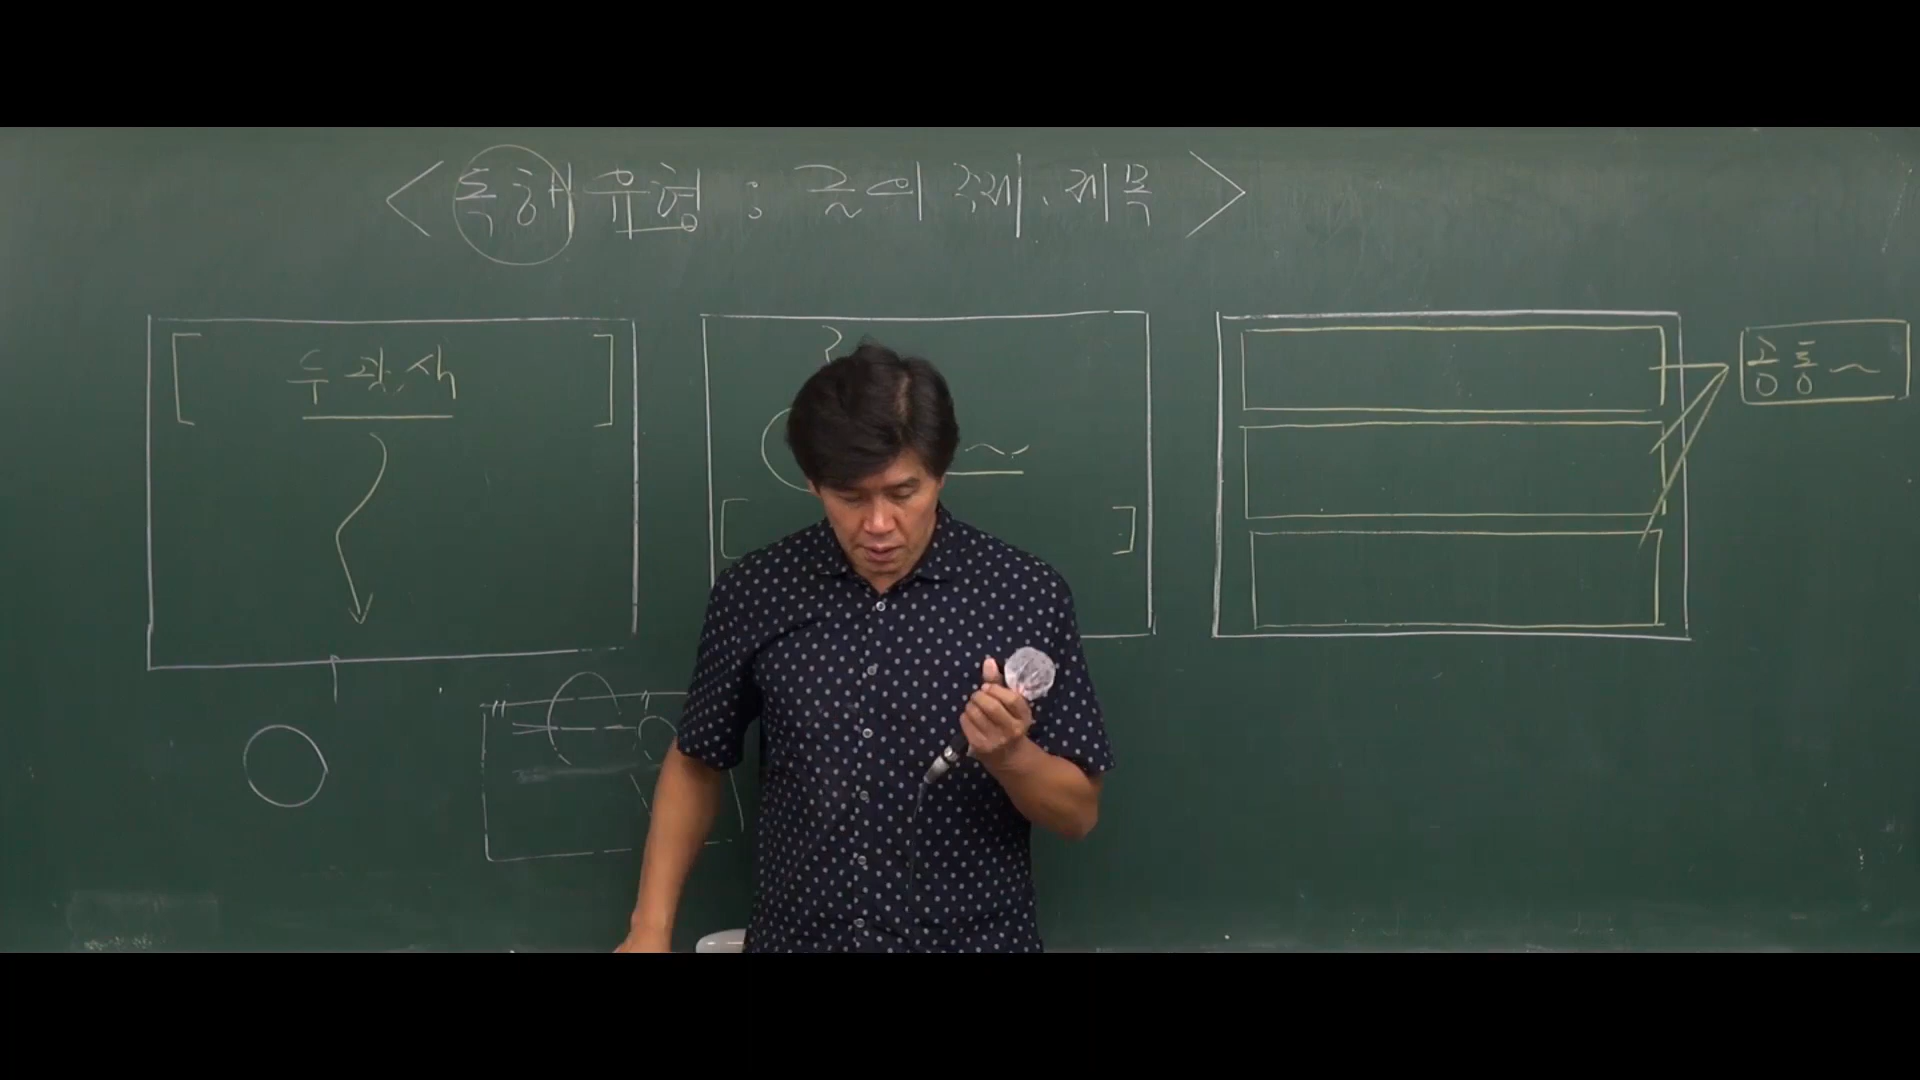 <독해 유형 : 글의 주제, 제목>
[두괄식]
공통~